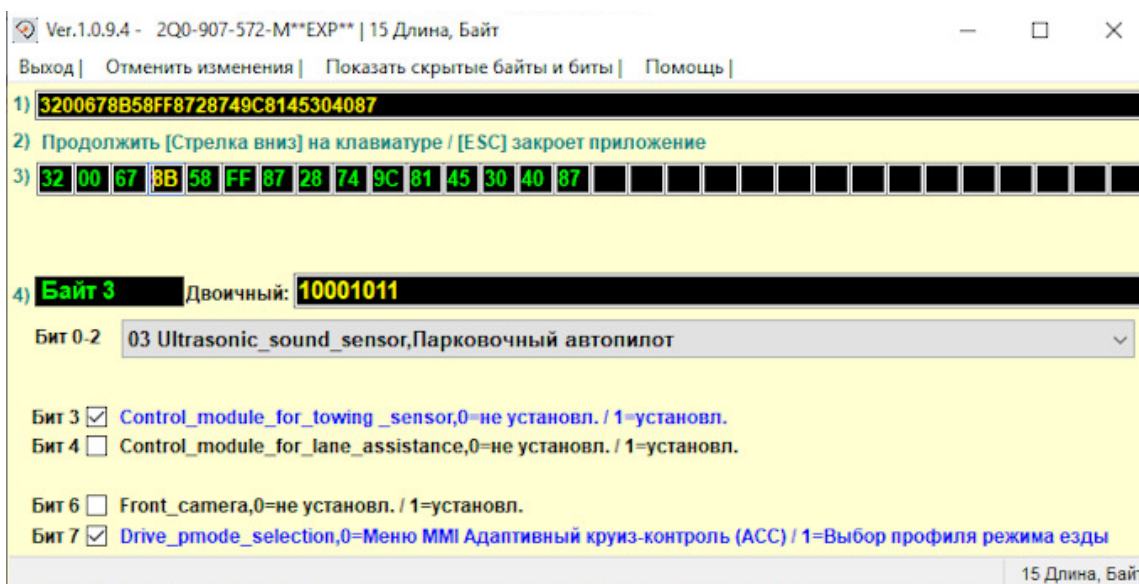 Ver.1.0.9.4 - 2Q0-907-572-M**EXP** | 15 Длина, Байт
Выход | Отменить изменения | Показать скрытые байты и биты | Помощь |
1) 3200678B58FF8728749C8145304087
2) Продолжить [Стрелка вниз] на клавиатуре / [ESC] закроет приложение
3) 32 00 67 8B 58 FF 87 28 74 9C 81 45 30 40 87
4) Байт 3 Двоичный: 10001011
Бит 0-2 03 Ultrasonic_sound_sensor,Парковочный автопилот
Бит 3 Control_module_for_towing _sensor,0=не установл. / 1=установл.
Бит 4 Control_module_for_lane_assistance,0=не установл. / 1=установл.
Бит 6 Front_camera,0=не установл. / 1=установл.
Бит 7 Drive_pmode_selection,0=Меню MMI Адаптивный круиз-контроль (ACC) / 1=Выбор профиля режима езды
15 Длина, Байт